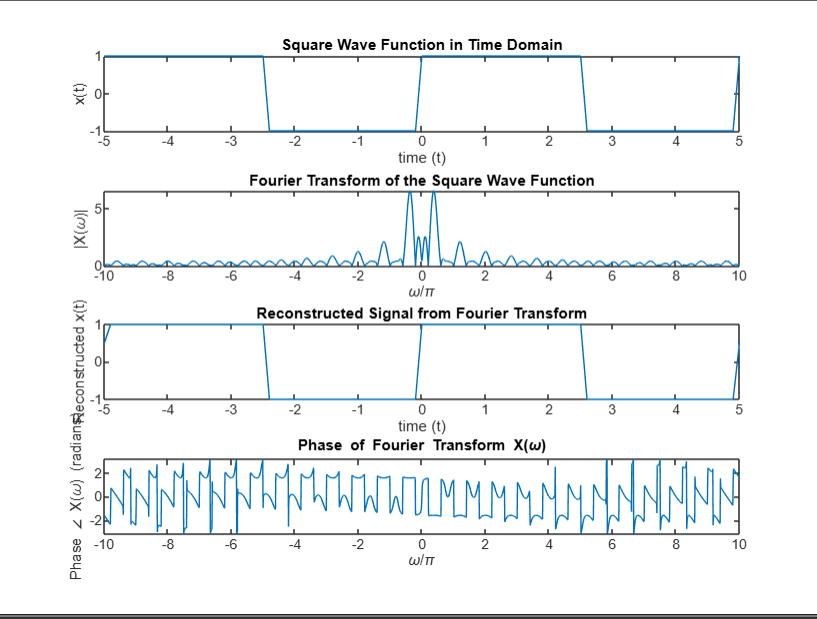 Square Wave Function in Time Domain
x(t)
1
0
-1
-5 -4 -3 -2 -1 0 1 2 3 4 5
time (t)
Fourier Transform of the Square Wave Function
|X(ω)|
5
0
-10 -8 -6 -4 -2 0 2 4 6 8 10
ω/π
Reconstructed Signal from Fourier Transform
Reconstructed x(t)
1
0
-1
-5 -4 -3 -2 -1 0 1 2 3 4 5
time (t)
Phase of Fourier Transform X(ω)
Phase ∠ X(ω) (radians)
2
0
-2
-10 -8 -6 -4 -2 0 2 4 6 8 10
ω/π